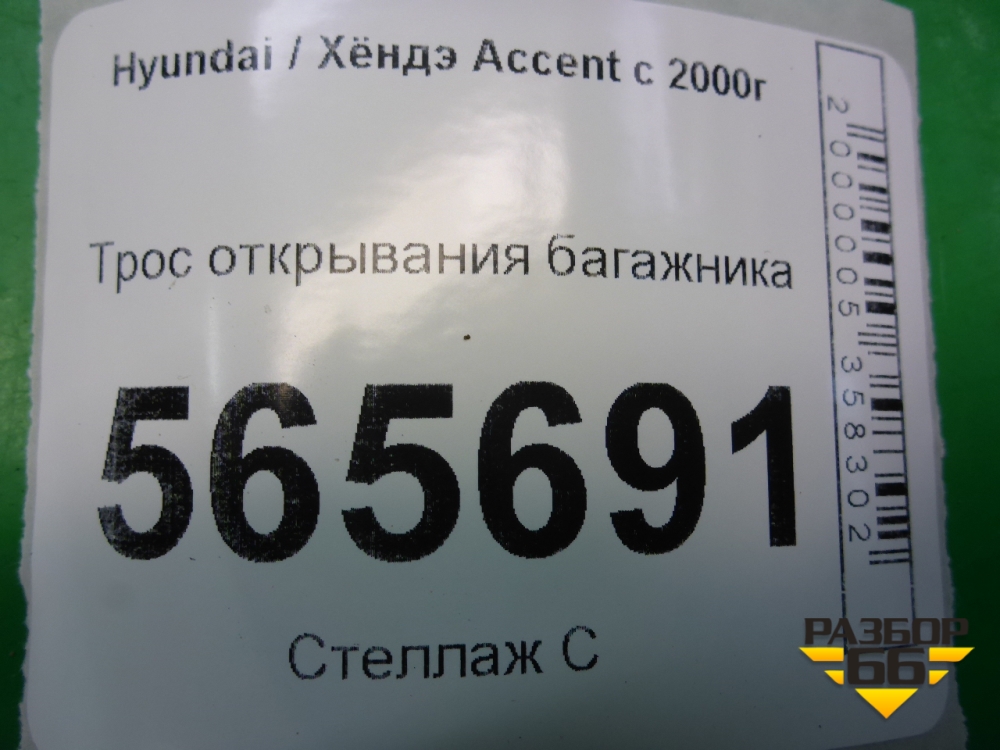 Hyundai / Хёндэ Accent с 2000г
Трос открывания багажника
565691
Стеллаж С
2000005358302
РАЗБОР
66